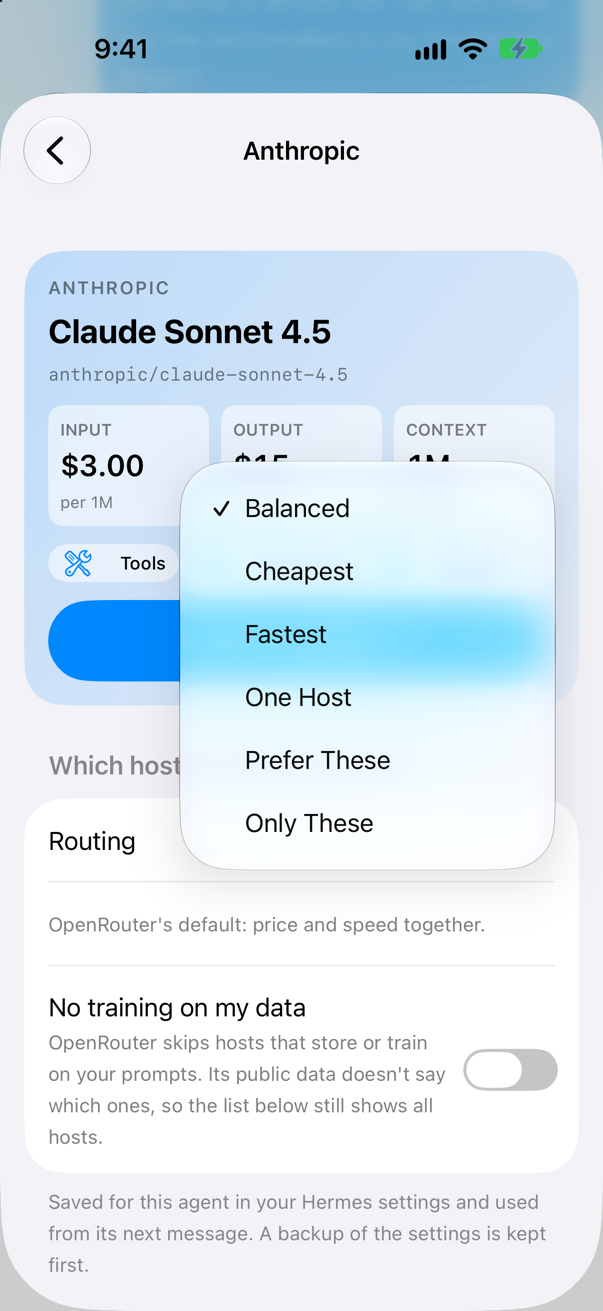 9:41
Anthropic
ANTHROPIC
Claude Sonnet 4.5
anthropic/claude-sonnet-4.5
INPUT
OUTPUT
CONTEXT
$3.00
$15
1M
per 1M
Tools
✓ Balanced
Cheapest
Fastest
One Host
Prefer These
Only These
Which host
Routing
OpenRouter's default: price and speed together.
No training on my data
OpenRouter skips hosts that store or train
on your prompts. Its public data doesn't say
which ones, so the list below still shows all
hosts.
Saved for this agent in your Hermes settings and used
from its next message. A backup of the settings is kept
first.